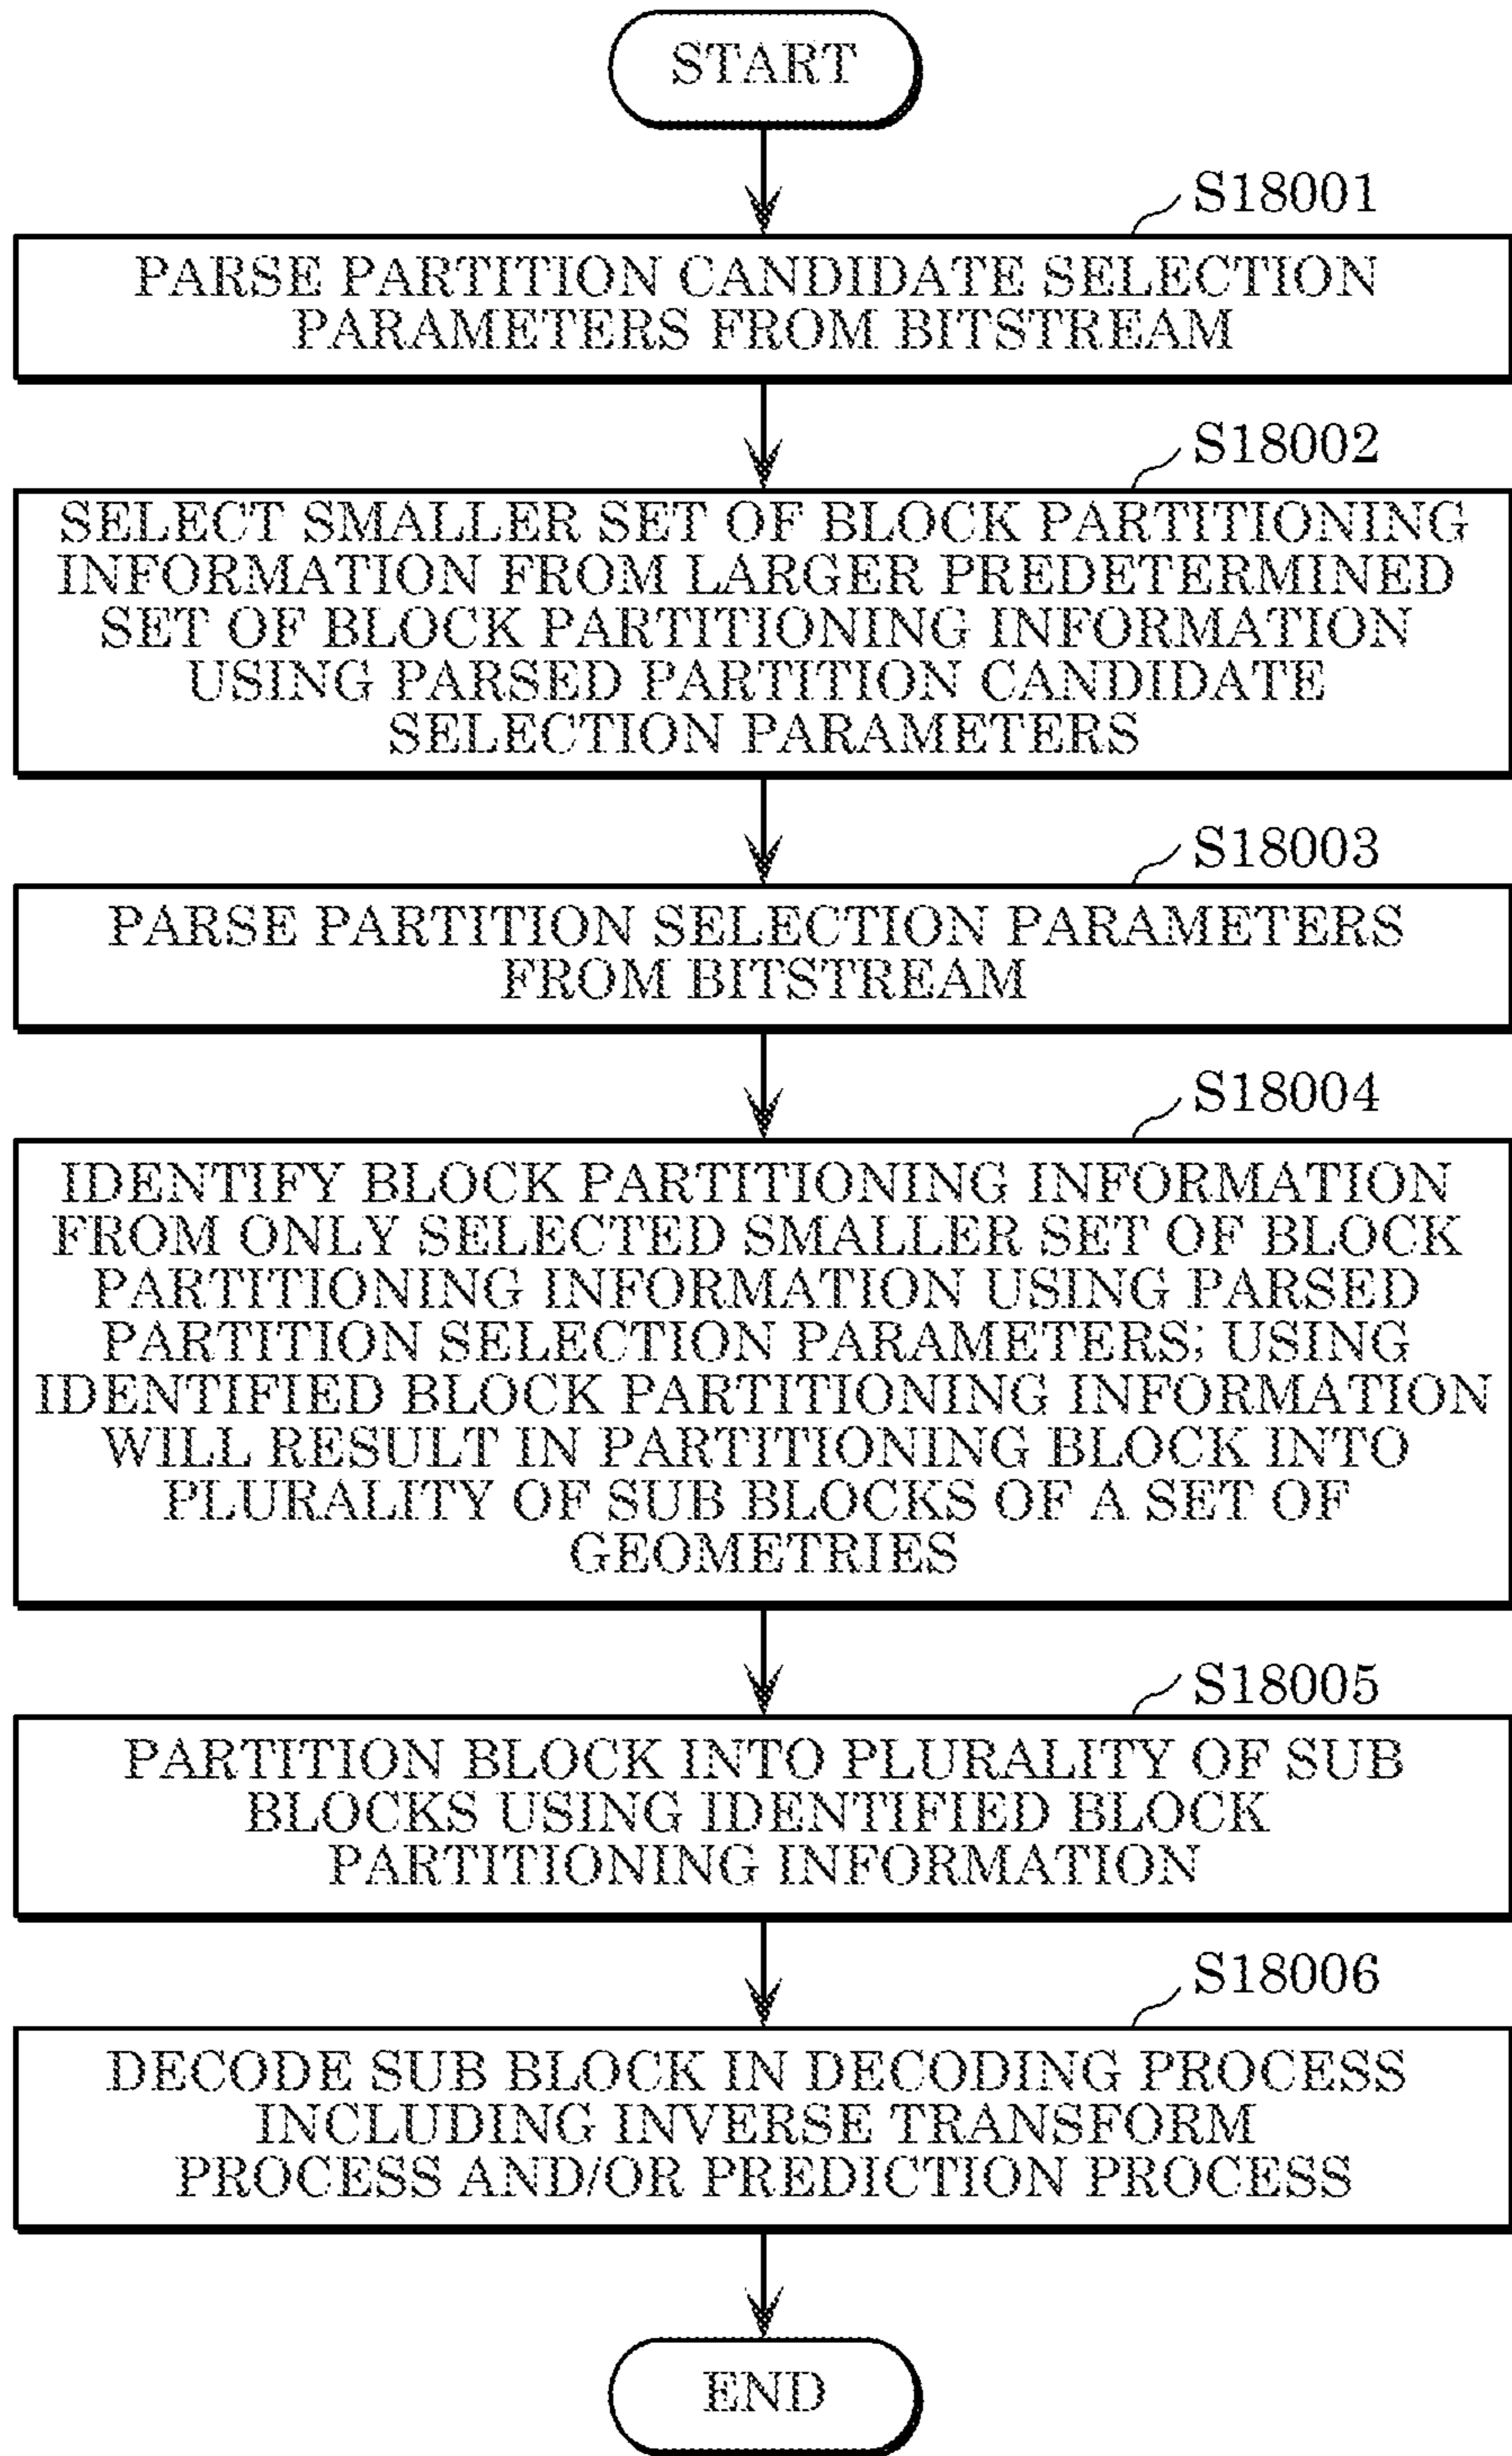 START
S18001
PARSE PARTITION CANDIDATE SELECTION
PARAMETERS FROM BITSTREAM
S18002
SELECT SMALLER SET OF BLOCK PARTITIONING
INFORMATION FROM LARGER PREDETERMINED
SET OF BLOCK PARTITIONING INFORMATION
USING PARSED PARTITION CANDIDATE
SELECTION PARAMETERS
S18003
PARSE PARTITION SELECTION PARAMETERS
FROM BITSTREAM
S18004
IDENTIFY BLOCK PARTITIONING INFORMATION
FROM ONLY SELECTED SMALLER SET OF BLOCK
PARTITIONING INFORMATION USING PARSED
PARTITION SELECTION PARAMETERS; USING
IDENTIFIED BLOCK PARTITIONING INFORMATION
WILL RESULT IN PARTITIONING BLOCK INTO
PLURALITY OF SUB BLOCKS OF A SET OF
GEOMETRIES
S18005
PARTITION BLOCK INTO PLURALITY OF SUB
BLOCKS USING IDENTIFIED BLOCK
PARTITIONING INFORMATION
S18006
DECODE SUB BLOCK IN DECODING PROCESS
INCLUDING INVERSE TRANSFORM
PROCESS AND/OR PREDICTION PROCESS
END